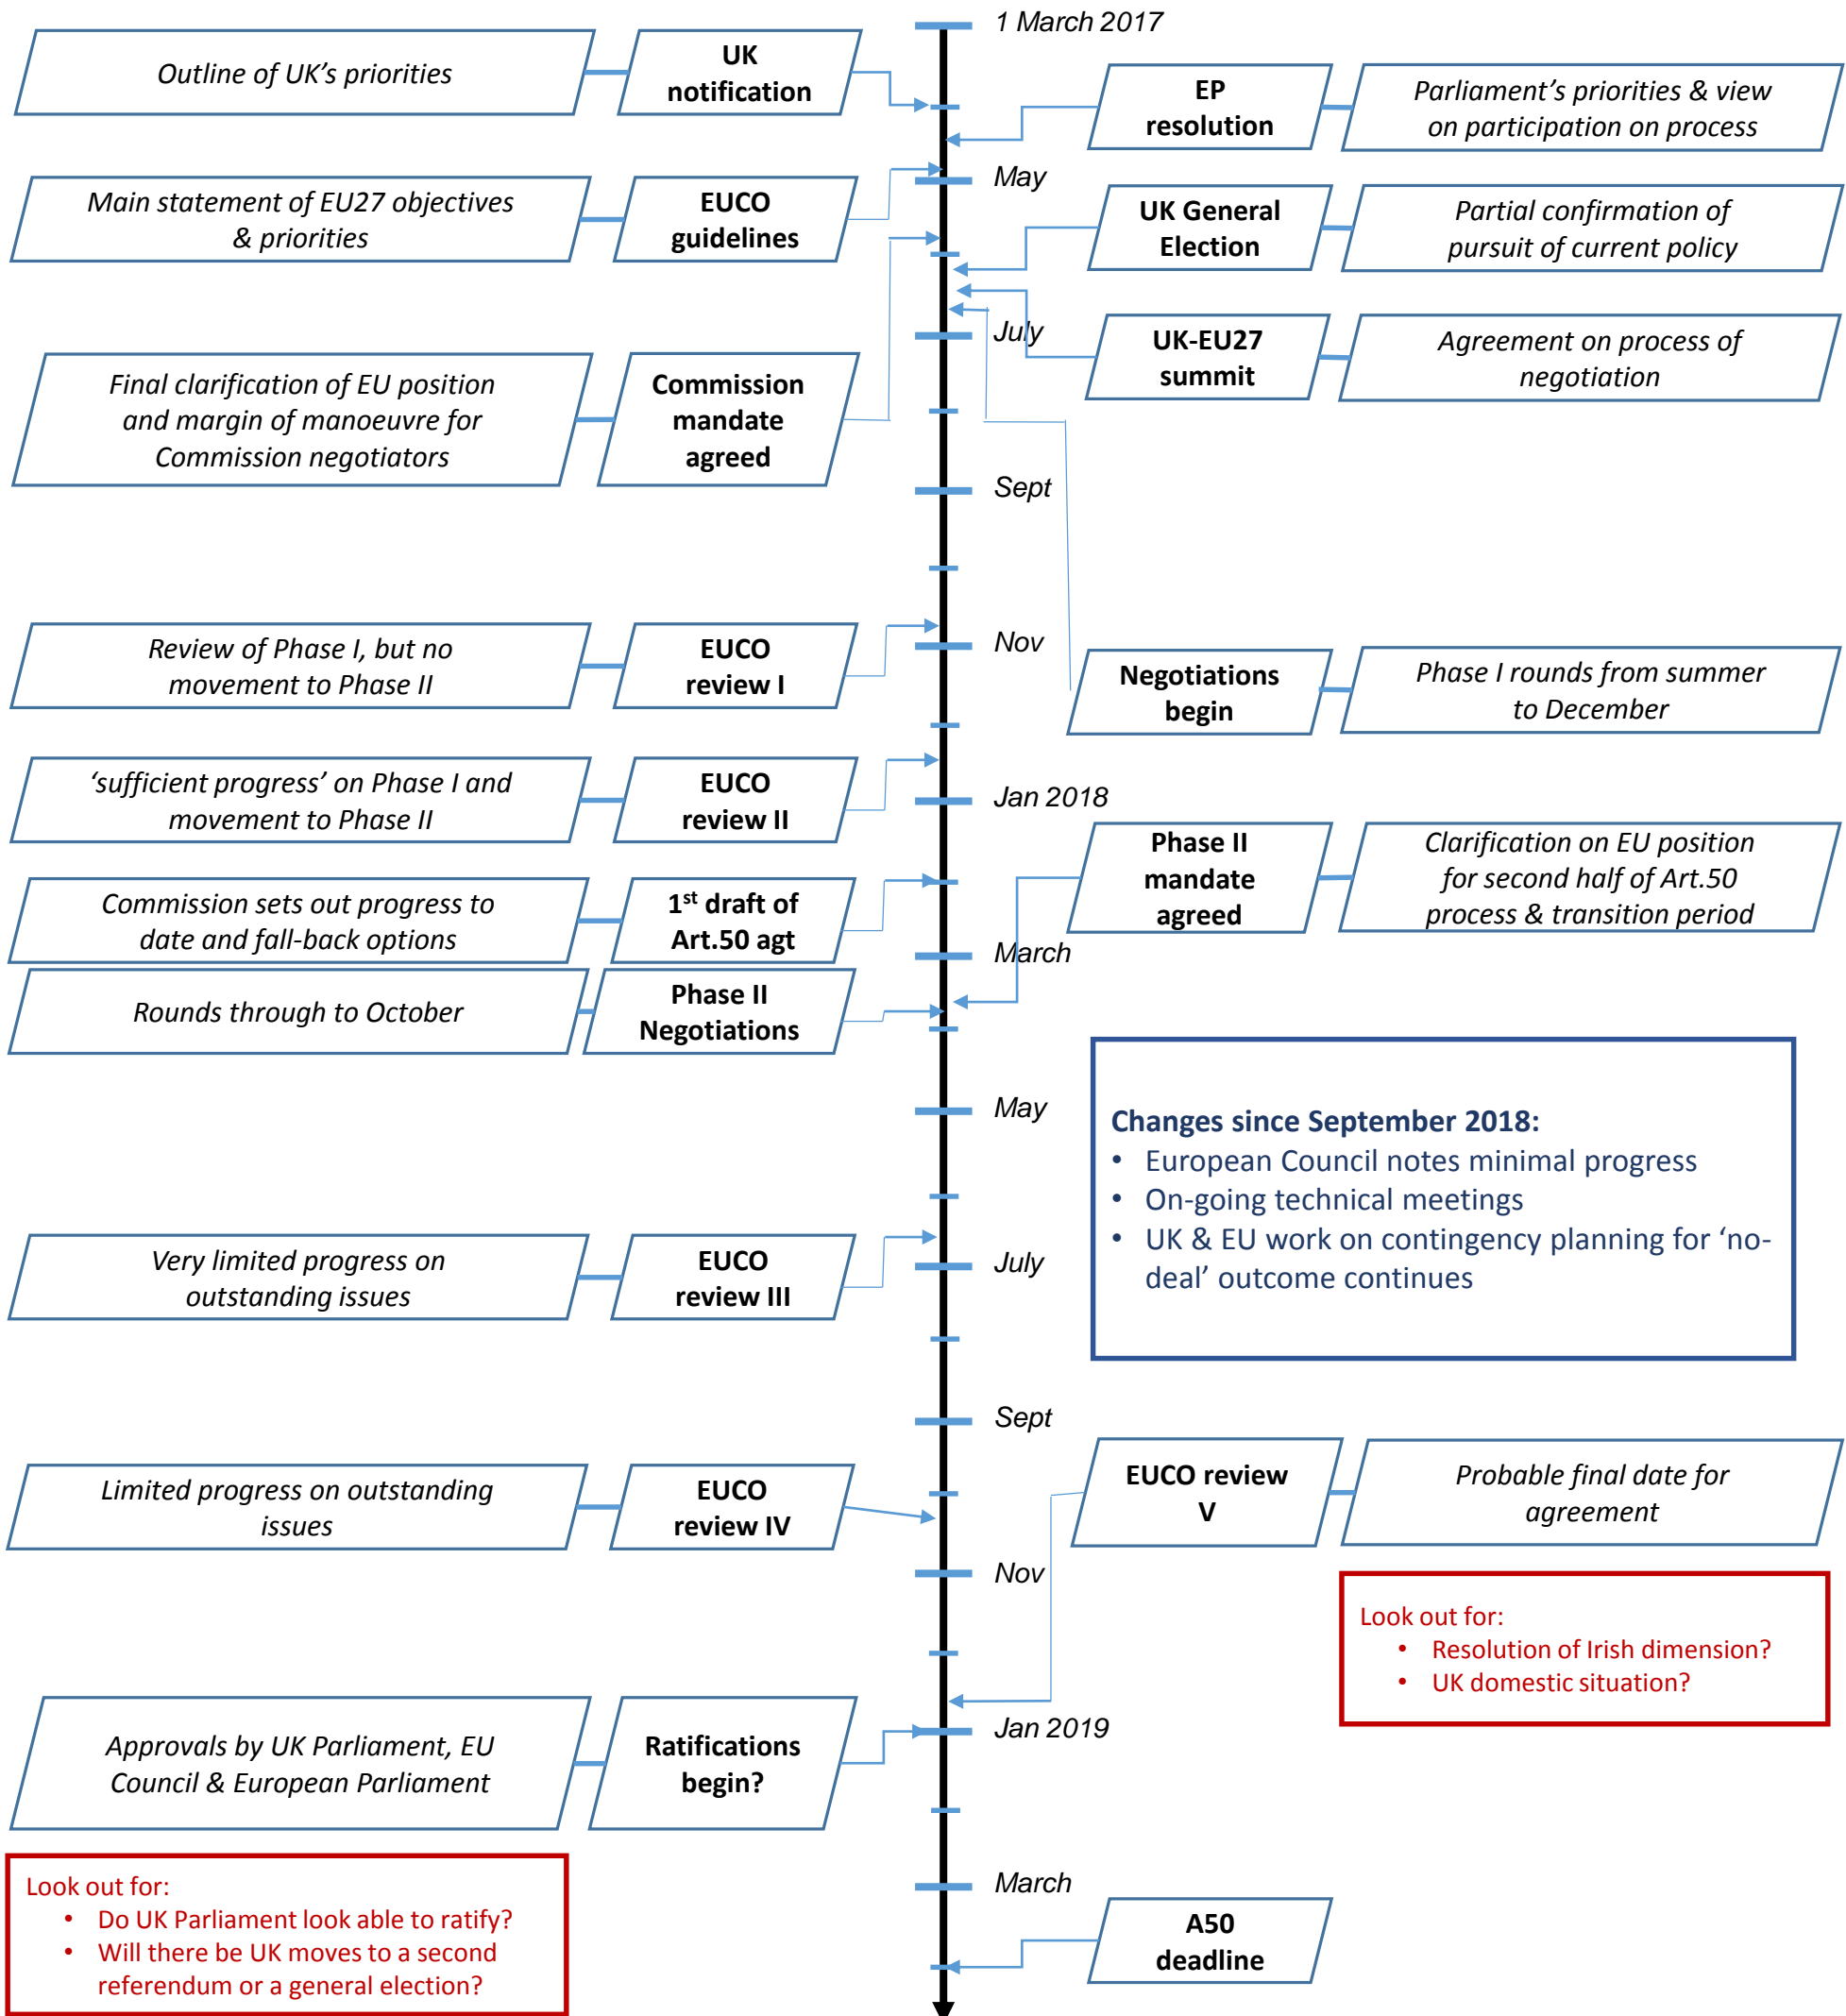 1 March 2017
Outline of UK's priorities
UK
notification
EP
resolution
Parliament's priorities & view
on participation on process
May
Main statement of EU27 objectives
& priorities
EUCO
guidelines
UK General
Election
Partial confirmation of
pursuit of current policy
July
UK-EU27
summit
Agreement on process of
negotiation
Final clarification of EU position
and margin of manoeuvre for
Commission negotiators
Commission
mandate
agreed
Sept
Review of Phase I, but no
movement to Phase II
EUCO
review I
Nov
Negotiations
begin
Phase I rounds from summer
to December
‘sufficient progress’ on Phase I and
movement to Phase II
EUCO
review II
Jan 2018
Phase II
mandate
agreed
Clarification on EU position
for second half of Art.50
process & transition period
Commission sets out progress to
date and fall-back options
1st draft of
Art.50 agt
March
Rounds through to October
Phase II
Negotiations
May
Changes since September 2018:
• European Council notes minimal progress
• On-going technical meetings
• UK & EU work on contingency planning for ‘no-
deal’ outcome continues
Very limited progress on
outstanding issues
EUCO
review III
July
Sept
Limited progress on outstanding
issues
EUCO
review IV
EUCO review
V
Probable final date for
agreement
Nov
Look out for:
• Resolution of Irish dimension?
• UK domestic situation?
Jan 2019
Approvals by UK Parliament, EU
Council & European Parliament
Ratifications
begin?
March
Look out for:
• Do UK Parliament look able to ratify?
• Will there be UK moves to a second
referendum or a general election?
A50
deadline